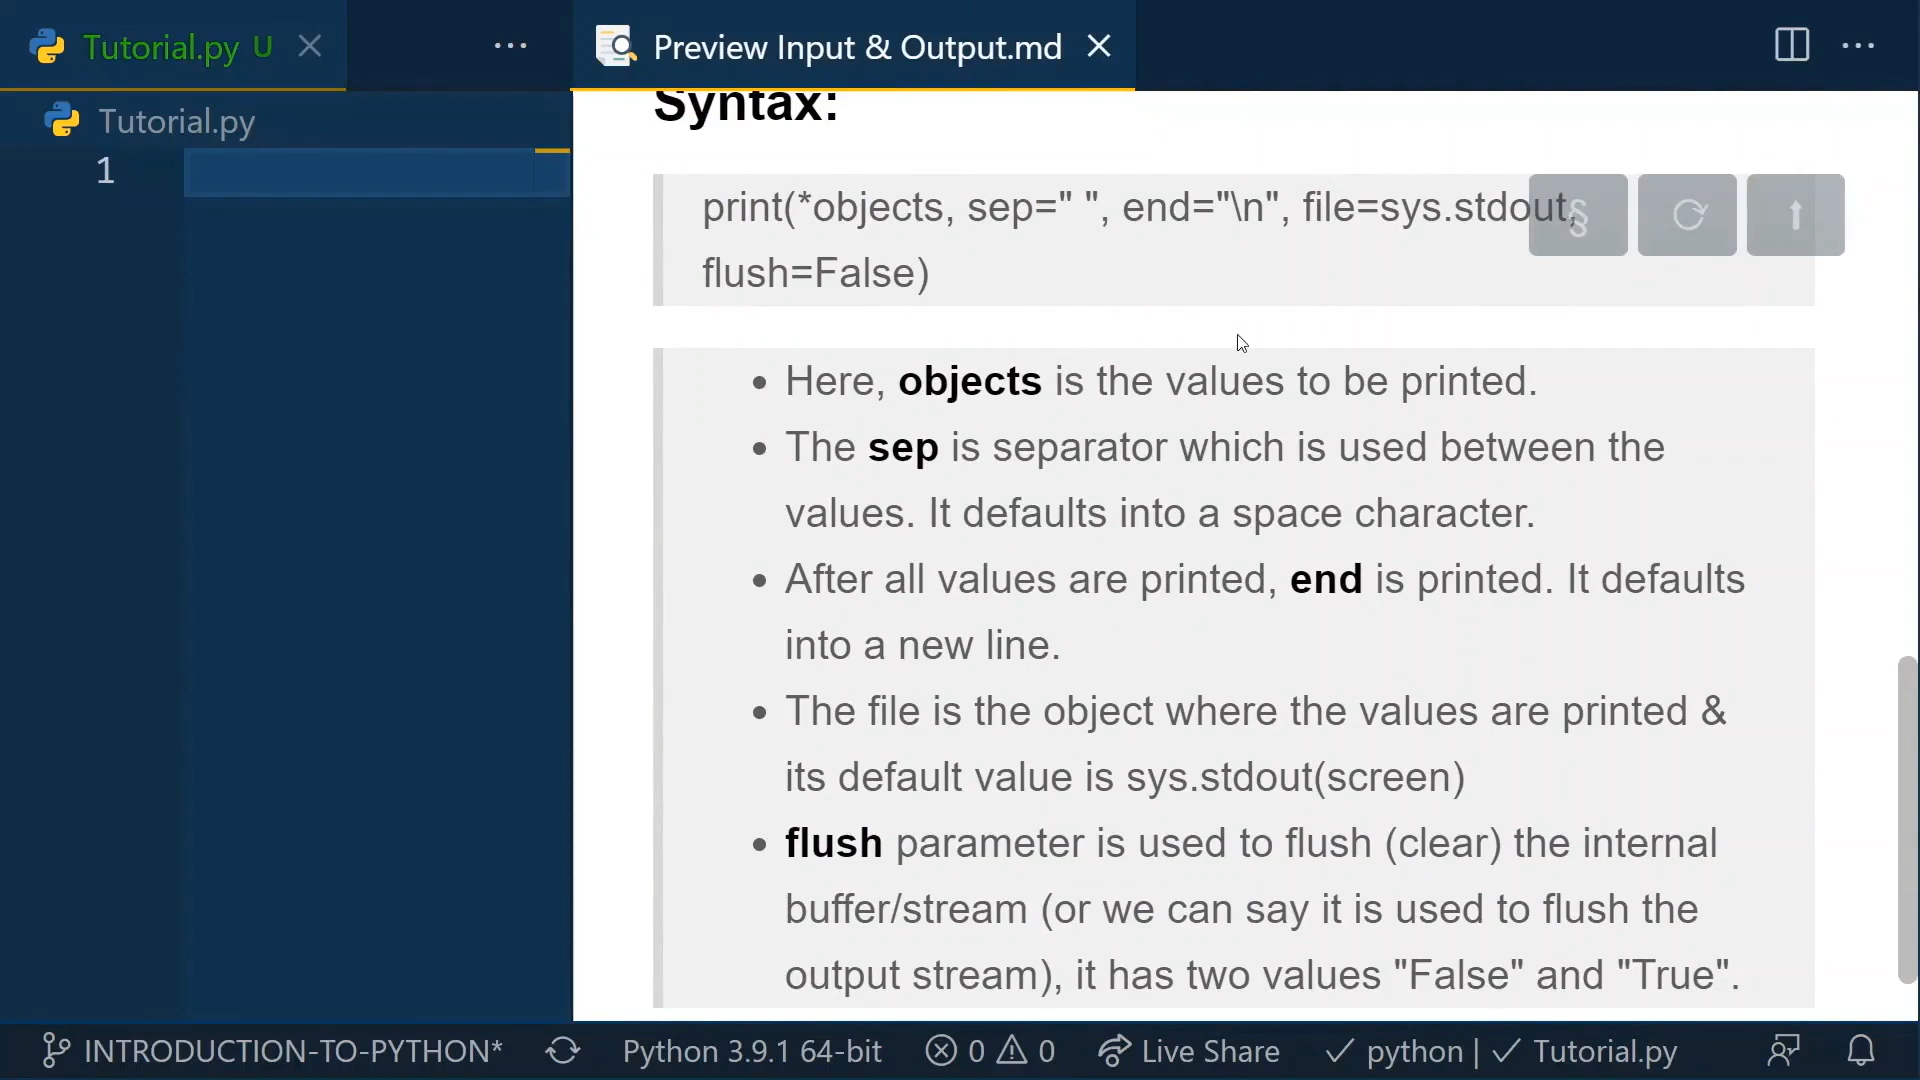 Tutorial.py U
Preview Input & Output.md
Tutorial.py
1
Syntax:
print(*objects, sep=" ", end="\n", file=sys.stdout,
flush=False)
§
• Here, objects is the values to be printed.
• The sep is separator which is used between the
values. It defaults into a space character.
• After all values are printed, end is printed. It defaults
into a new line.
• The file is the object where the values are printed &
its default value is sys.stdout(screen)
• flush parameter is used to flush (clear) the internal
buffer/stream (or we can say it is used to flush the
output stream), it has two values "False" and "True".
INTRODUCTION-TO-PYTHON* Python 3.9.1 64-bit 0 0 Live Share ✓ python | ✓ Tutorial.py